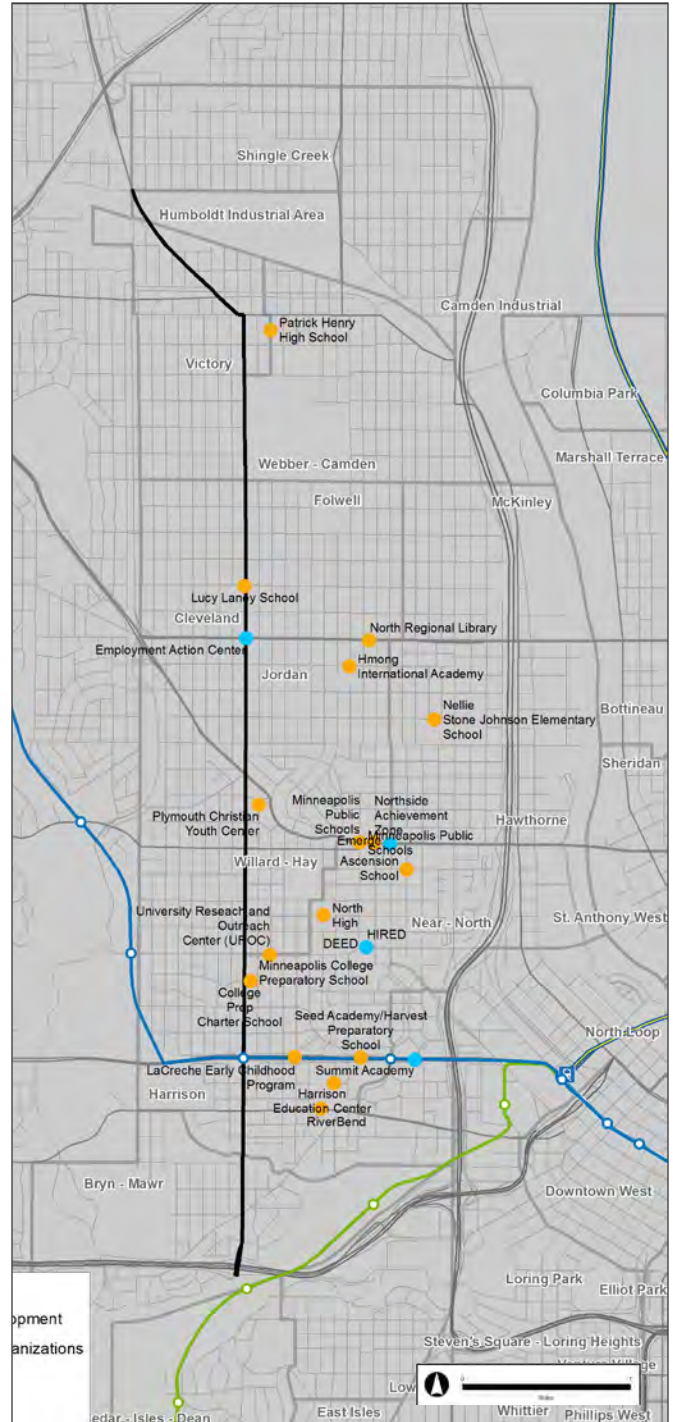 Shingle Creek
Humboldt Industrial Area
Camden Industrial
Patrick Henry
High School
Victory
Columbia Park
Marshall Terrace
Webber - Camden
Folwell
McKinley
Lucy Laney School
Cleveland
North Regional Library
Employment Action Center
Hmong
International Academy
Jordan
Nellie
Stone Johnson Elementary
School
Bottineau
Sheridan
Minneapolis
Public
Schools
Northside
Achievement
Zone
Plymouth Christian
Youth Center
Hawthorne
Emerge
Minneapolis Public
Schools
Willard - Hay
Ascension
School
University Reseach and
Outreach
Center (UROC)
North
High
Near - North
St. Anthony West
HIRED
DEED
Minneapolis College
Preparatory School
College
Prep
Charter School
Seed Academy/Harvest
Preparatory
School
North Loop
LaCreche Early Childhood
Program
Summit Academy
Harrison
Harrison
Education Center
RiverBend
Bryn - Mawr
Downtown West
Loring Park
Elliot Park
opment
anizations
Steven's Square - Loring Heights
Low
East Isles
Whittier
Phillips West
edar - Isles - Dean